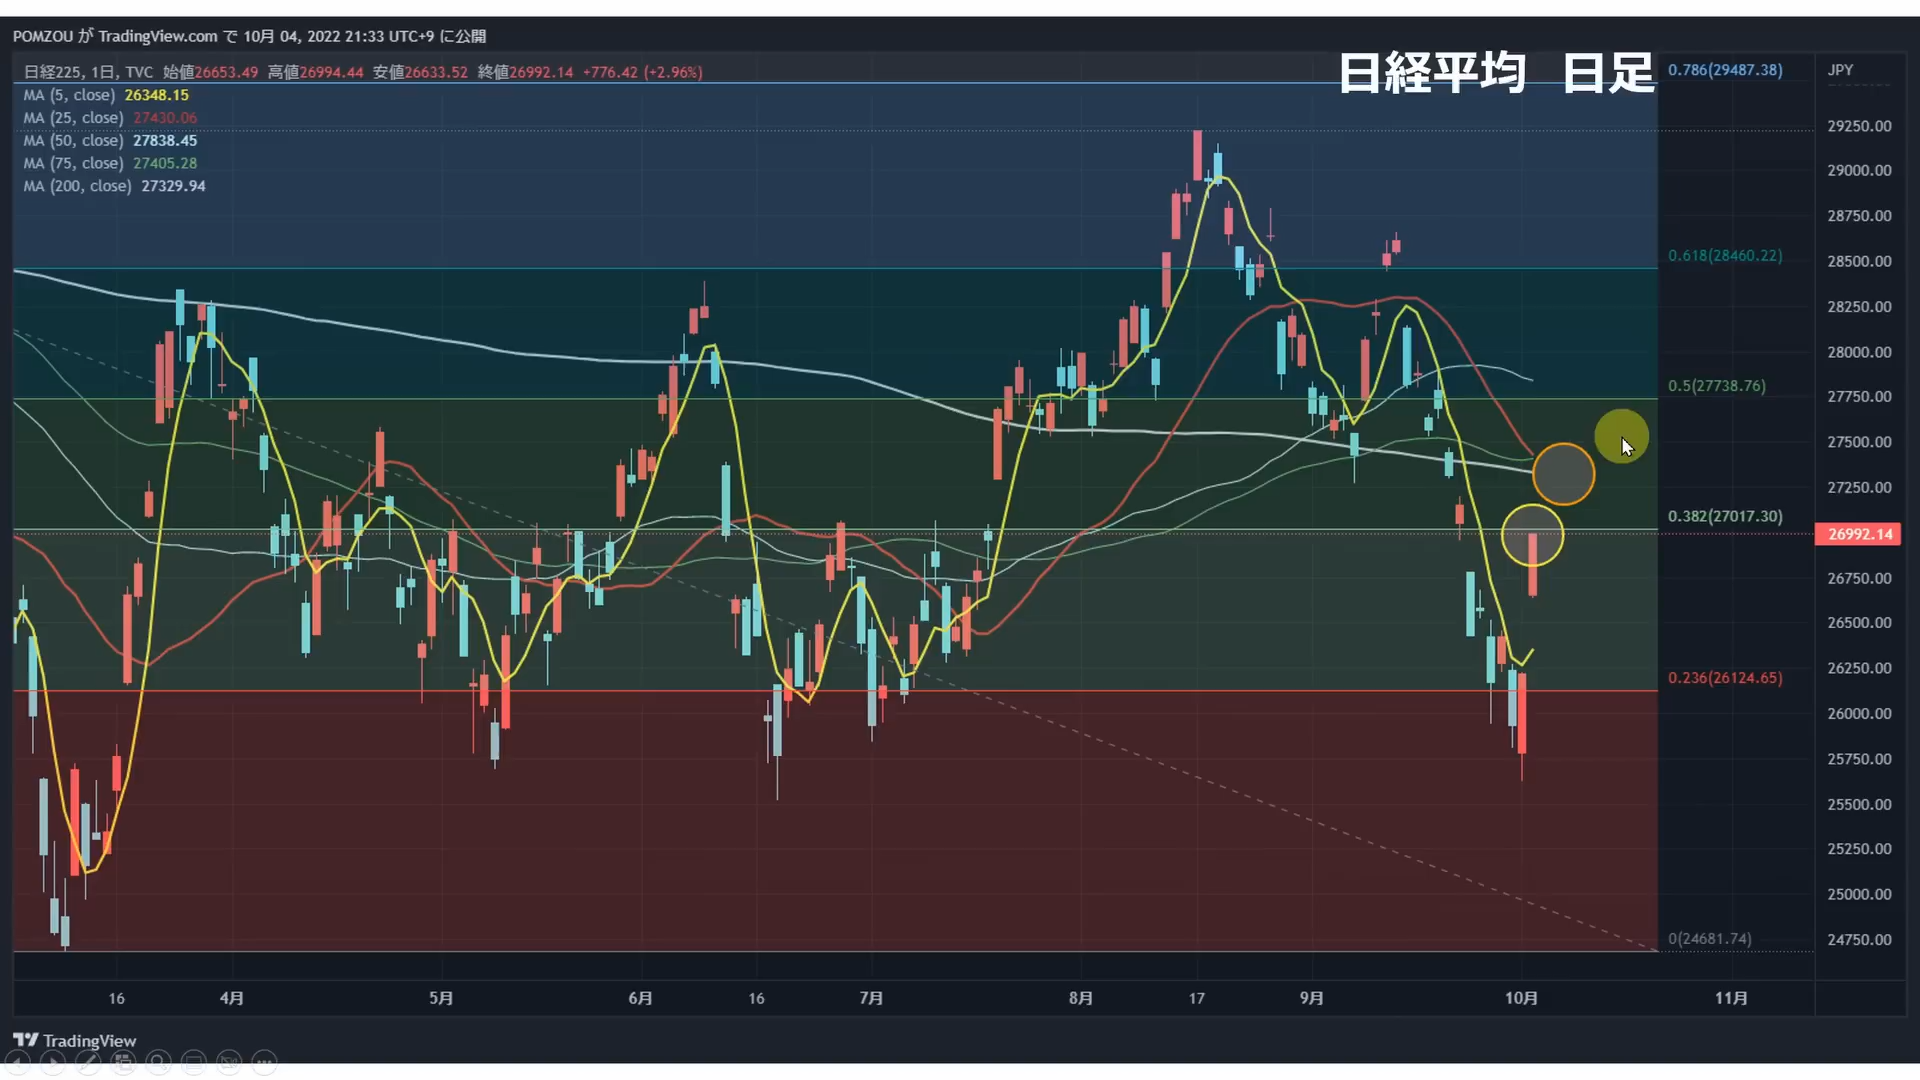 POMZOU が TradingView.com で 10月 04, 2022 21:33 UTC+9 に公開
日経平均 日足
日経225, 1日, TVC 始値26653.49 高値26994.44 安値26633.52 終値26992.14 +776.42 (+2.96%)
MA (5, close) 26348.15
MA (25, close) 27430.06
MA (50, close) 27838.45
MA (75, close) 27405.28
MA (200, close) 27329.94
0.786(29487.38)
0.618(28460.22)
0.5(27738.76)
0.382(27017.30)
0.236(26124.65)
0(24681.74)
JPY
29250.00
29000.00
28750.00
28500.00
28250.00
28000.00
27750.00
27500.00
27250.00
26992.14
26750.00
26500.00
26250.00
26000.00
25750.00
25500.00
25250.00
25000.00
24750.00
16 4月 5月 6月 16 7月 8月 17 9月 10月 11月
TradingView